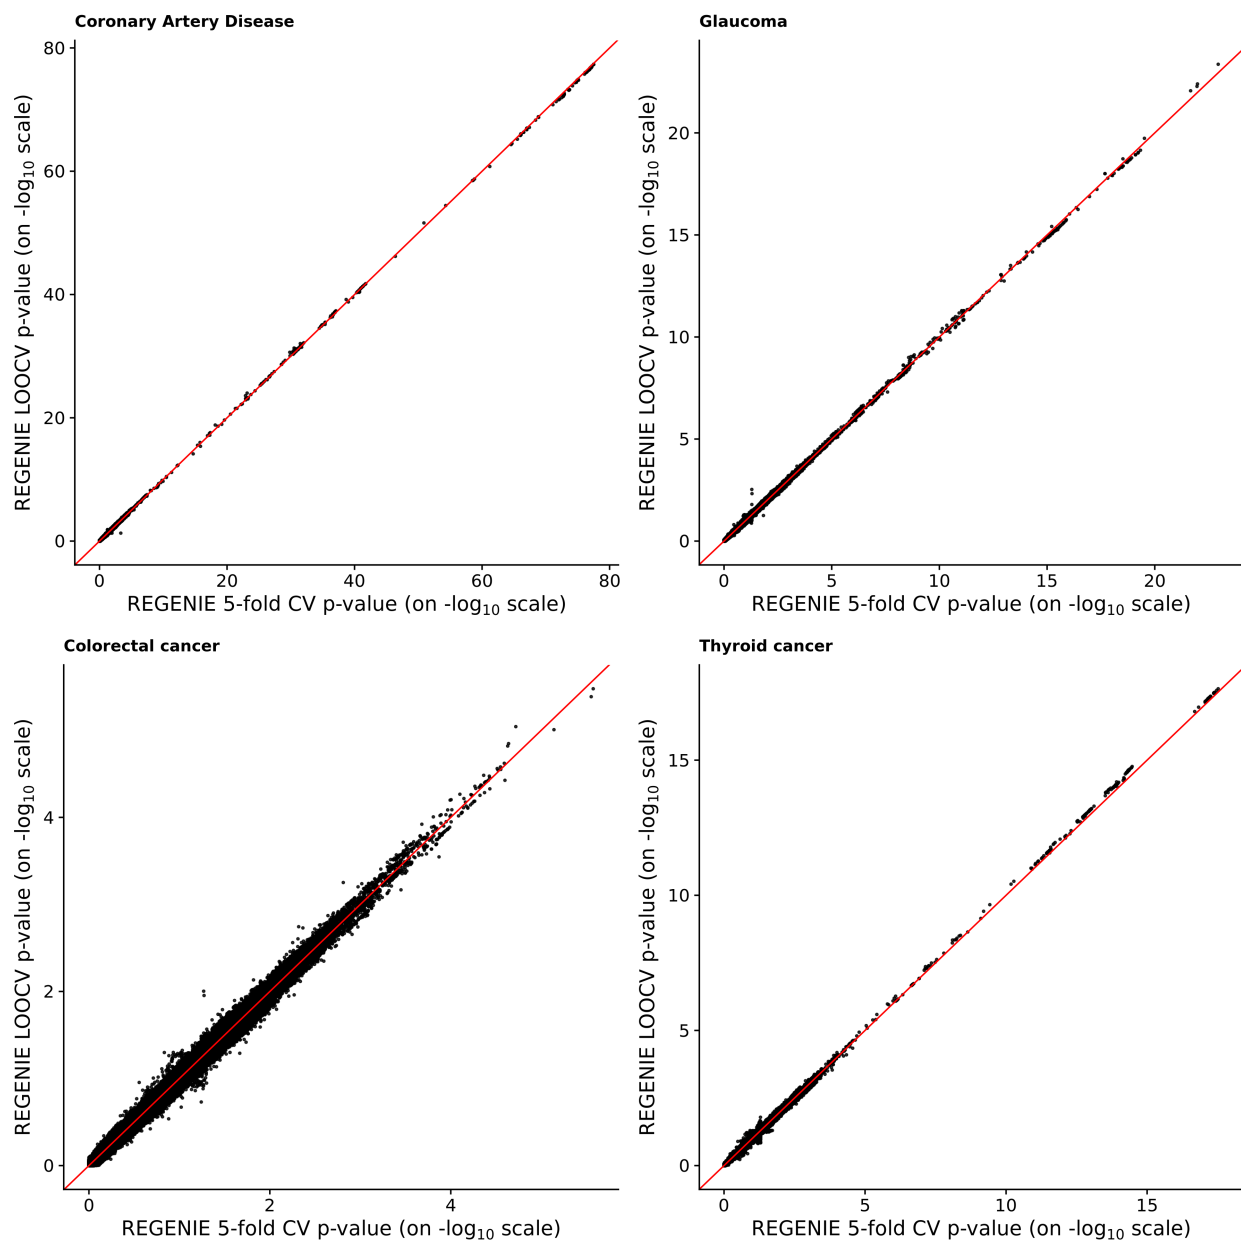 Coronary Artery Disease
80
60
40
20
0
0 20 40 60 80
REGENIE LOOCV p-value (on -log10 scale)
REGENIE 5-fold CV p-value (on -log10 scale)
Glaucoma
20
15
10
5
0
0 5 10 15 20
REGENIE LOOCV p-value (on -log10 scale)
REGENIE 5-fold CV p-value (on -log10 scale)
Colorectal cancer
4
2
0
0 2 4
REGENIE LOOCV p-value (on -log10 scale)
REGENIE 5-fold CV p-value (on -log10 scale)
Thyroid cancer
15
10
5
0
0 5 10 15
REGENIE LOOCV p-value (on -log10 scale)
REGENIE 5-fold CV p-value (on -log10 scale)